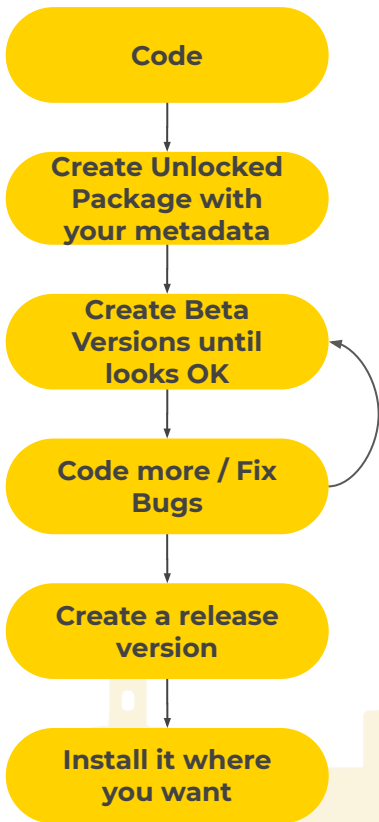 Code
Create Unlocked
Package with
your metadata
Create Beta
Versions until
looks OK
Code more / Fix
Bugs
Create a release
version
Install it where
you want